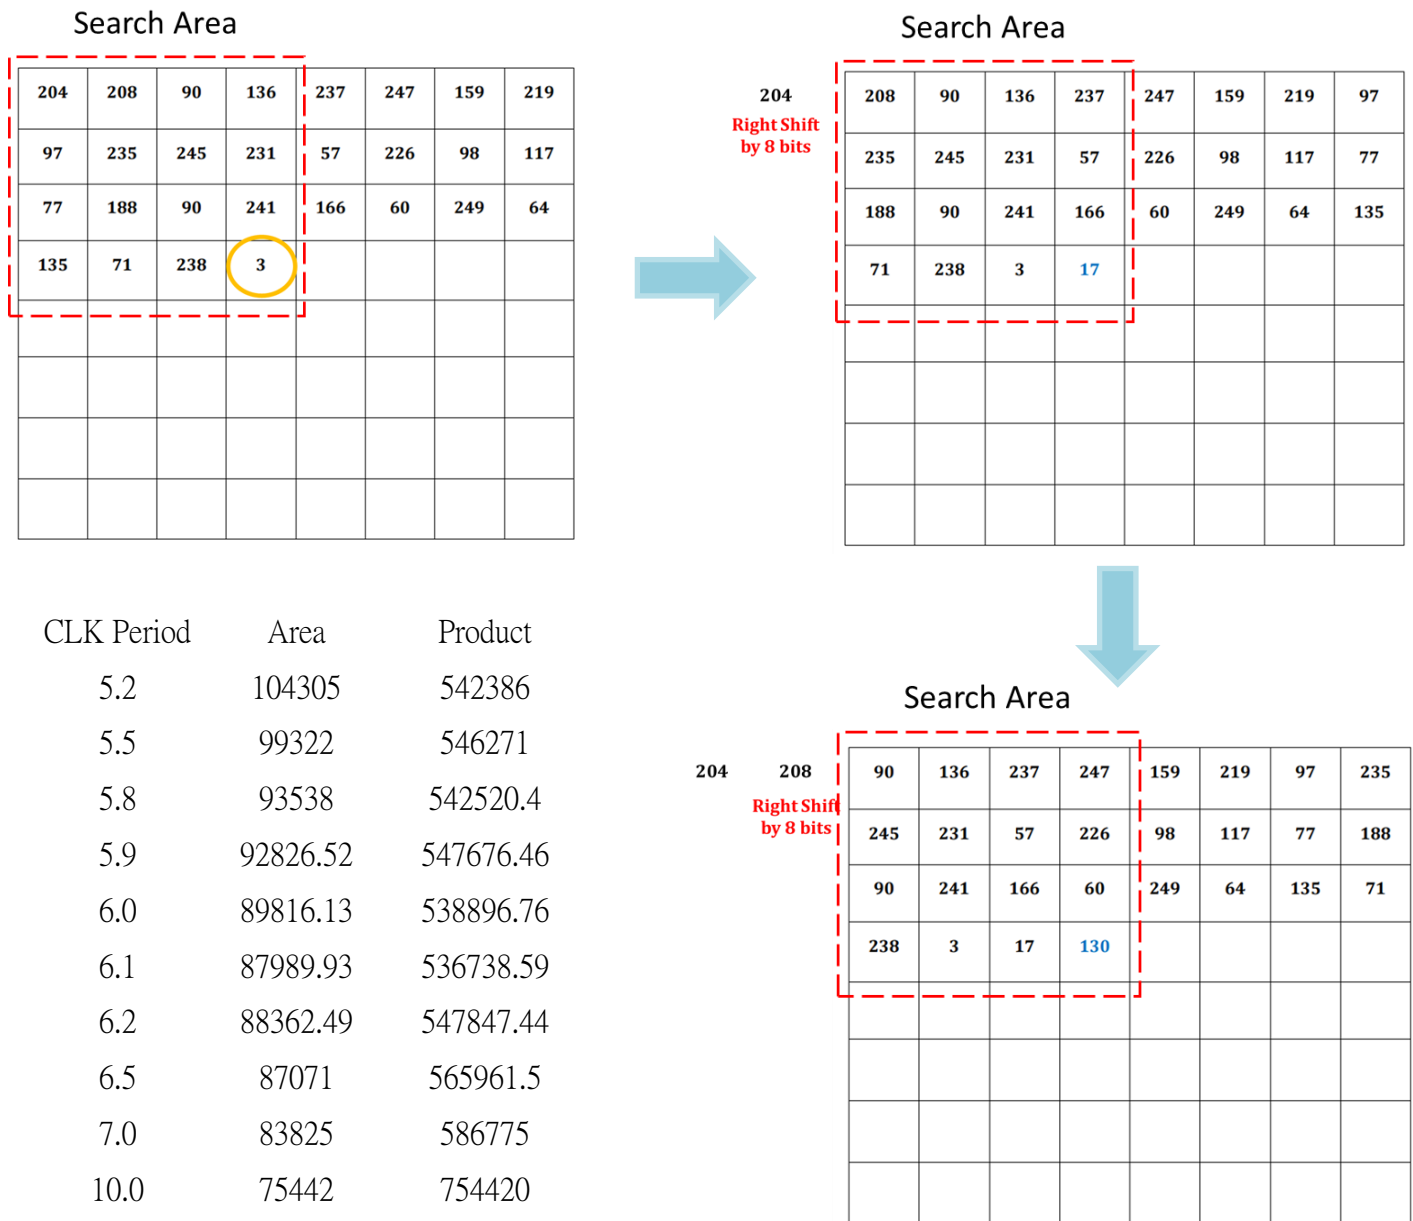 Search Area
204 208 90 136 237 247 159 219
97 235 245 231 57 226 98 117
77 188 90 241 166 60 249 64
135 71 238 3
Search Area
204 208 90 136 237 247 159 219 97
Right Shift
by 8 bits
235 245 231 57 226 98 117 77
188 90 241 166 60 249 64 135
71 238 3 17
CLK Period Area Product
5.2 104305 542386
5.5 99322 546271
5.8 93538 542520.4
5.9 92826.52 547676.46
6.0 89816.13 538896.76
6.1 87989.93 536738.59
6.2 88362.49 547847.44
6.5 87071 565961.5
7.0 83825 586775
10.0 75442 754420
Search Area
204 208 90 136 237 247 159 219 97 235
Right Shift
by 8 bits
245 231 57 226 98 117 77 188
90 241 166 60 249 64 135 71
238 3 17 130